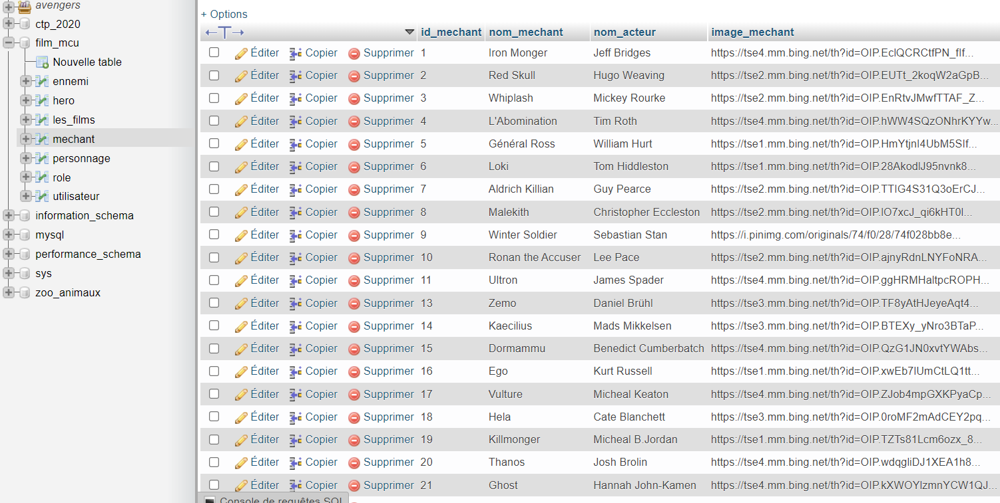 avengers
ctp_2020
film_mcu
Nouvelle table
ennemi
hero
les_films
mechant
personnage
role
utilisateur
information_schema
mysql
performance_schema
sys
zoo_animaux
+ Options
←T→ id_mechant nom_mechant nom_acteur image_mechant
Éditer Copier Supprimer 1 Iron Monger Jeff Bridges https://tse4.mm.bing.net/th?id=OIP.EclQCRCtfPN_fIf...
Éditer Copier Supprimer 2 Red Skull Hugo Weaving https://tse2.mm.bing.net/th?id=OIP.EUTt_2koqW2aGpB...
Éditer Copier Supprimer 3 Whiplash Mickey Rourke https://tse2.mm.bing.net/th?id=OIP.EnRtvJMwfTTAF_Z...
Éditer Copier Supprimer 4 L'Abomination Tim Roth https://tse4.mm.bing.net/th?id=OIP.hWW4SQzONhrKYYw...
Éditer Copier Supprimer 5 Général Ross William Hurt https://tse1.mm.bing.net/th?id=OIP.HmYtjnI4UbM5SIf...
Éditer Copier Supprimer 6 Loki Tom Hiddleston https://tse1.mm.bing.net/th?id=OIP.28AkodlJ95nvnk8...
Éditer Copier Supprimer 7 Aldrich Killian Guy Pearce https://tse2.mm.bing.net/th?id=OIP.TTIG4S31Q3oErCJ...
Éditer Copier Supprimer 8 Malekith Christopher Eccleston https://tse2.mm.bing.net/th?id=OIP.IO7xcJ_qi6kHT0l...
Éditer Copier Supprimer 9 Winter Soldier Sebastian Stan https://i.pinimg.com/originals/74/f0/28/74f028bb8e...
Éditer Copier Supprimer 10 Ronan the Accuser Lee Pace https://tse2.mm.bing.net/th?id=OIP.ajnyRdnLNYFoNRA...
Éditer Copier Supprimer 11 Ultron James Spader https://tse4.mm.bing.net/th?id=OIP.ggHRMHaltpcROPH...
Éditer Copier Supprimer 13 Zemo Daniel Brühl https://tse3.mm.bing.net/th?id=OIP.TF8yAtHJeyeAqt4...
Éditer Copier Supprimer 14 Kaecilius Mads Mikkelsen https://tse3.mm.bing.net/th?id=OIP.BTEXy_yNro3BTaP...
Éditer Copier Supprimer 15 Dormammu Benedict Cumberbatch https://tse4.mm.bing.net/th?id=OIP.QzG1JN0xvtYWAbs...
Éditer Copier Supprimer 16 Ego Kurt Russell https://tse1.mm.bing.net/th?id=OIP.xwEb7lUmCtLQ1tt...
Éditer Copier Supprimer 17 Vulture Micheal Keaton https://tse4.mm.bing.net/th?id=OIP.ZJob4mpGXKPyaCp...
Éditer Copier Supprimer 18 Hela Cate Blanchett https://tse3.mm.bing.net/th?id=OIP.0roMF2mAdCEY2pq...
Éditer Copier Supprimer 19 Killmonger Micheal B.Jordan https://tse1.mm.bing.net/th?id=OIP.TZTs81Lcm6ozx_8...
Éditer Copier Supprimer 20 Thanos Josh Brolin https://tse4.mm.bing.net/th?id=OIP.wdqgliDJ1XEA1h8...
Éditer Copier Supprimer 21 Ghost Hannah John-Kamen https://tse4.mm.bing.net/th?id=OIP.kXWOYlzmnYCW1QJ...
Console de requêtes SQL